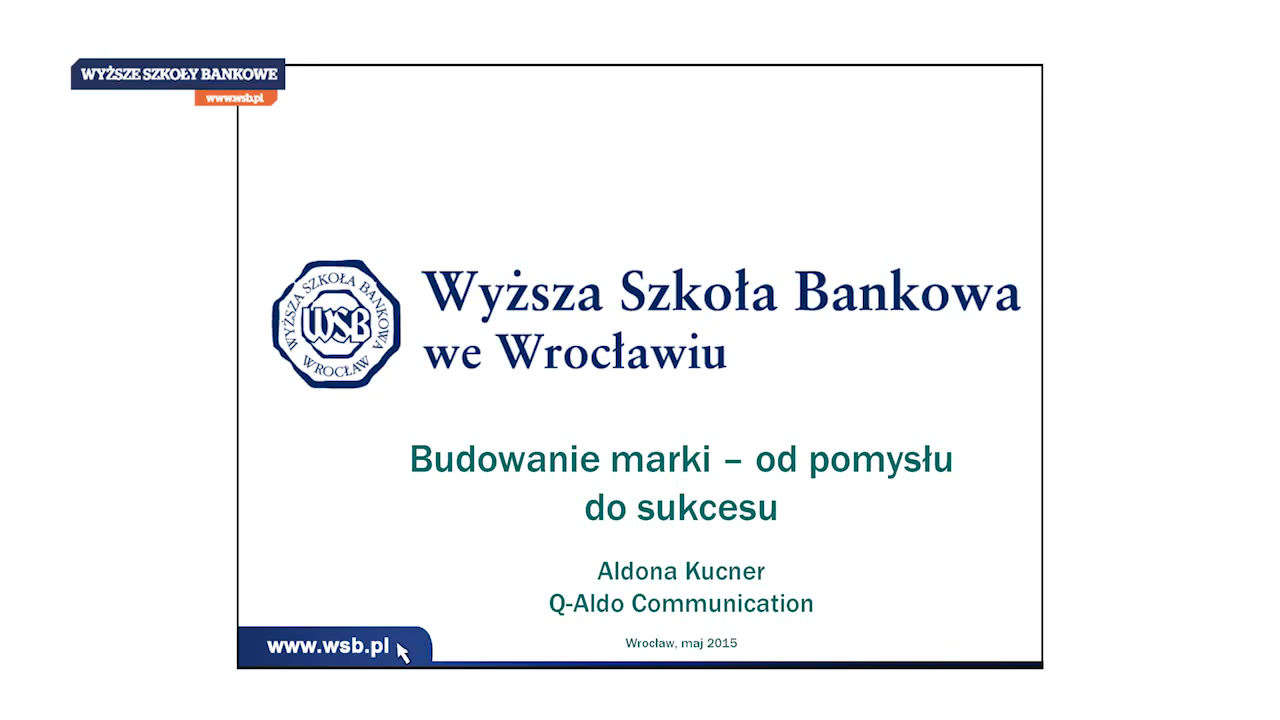 WYŻSZE SZKOŁY BANKOWE
www.wsb.pl
WYŻSZA SZKOŁA BANKOWA
WSB
WROCŁAW
Wyższa Szkoła Bankowa
we Wrocławiu
Budowanie marki – od pomysłu
do sukcesu
Aldona Kucner
Q-Aldo Communication
Wrocław, maj 2015
www.wsb.pl